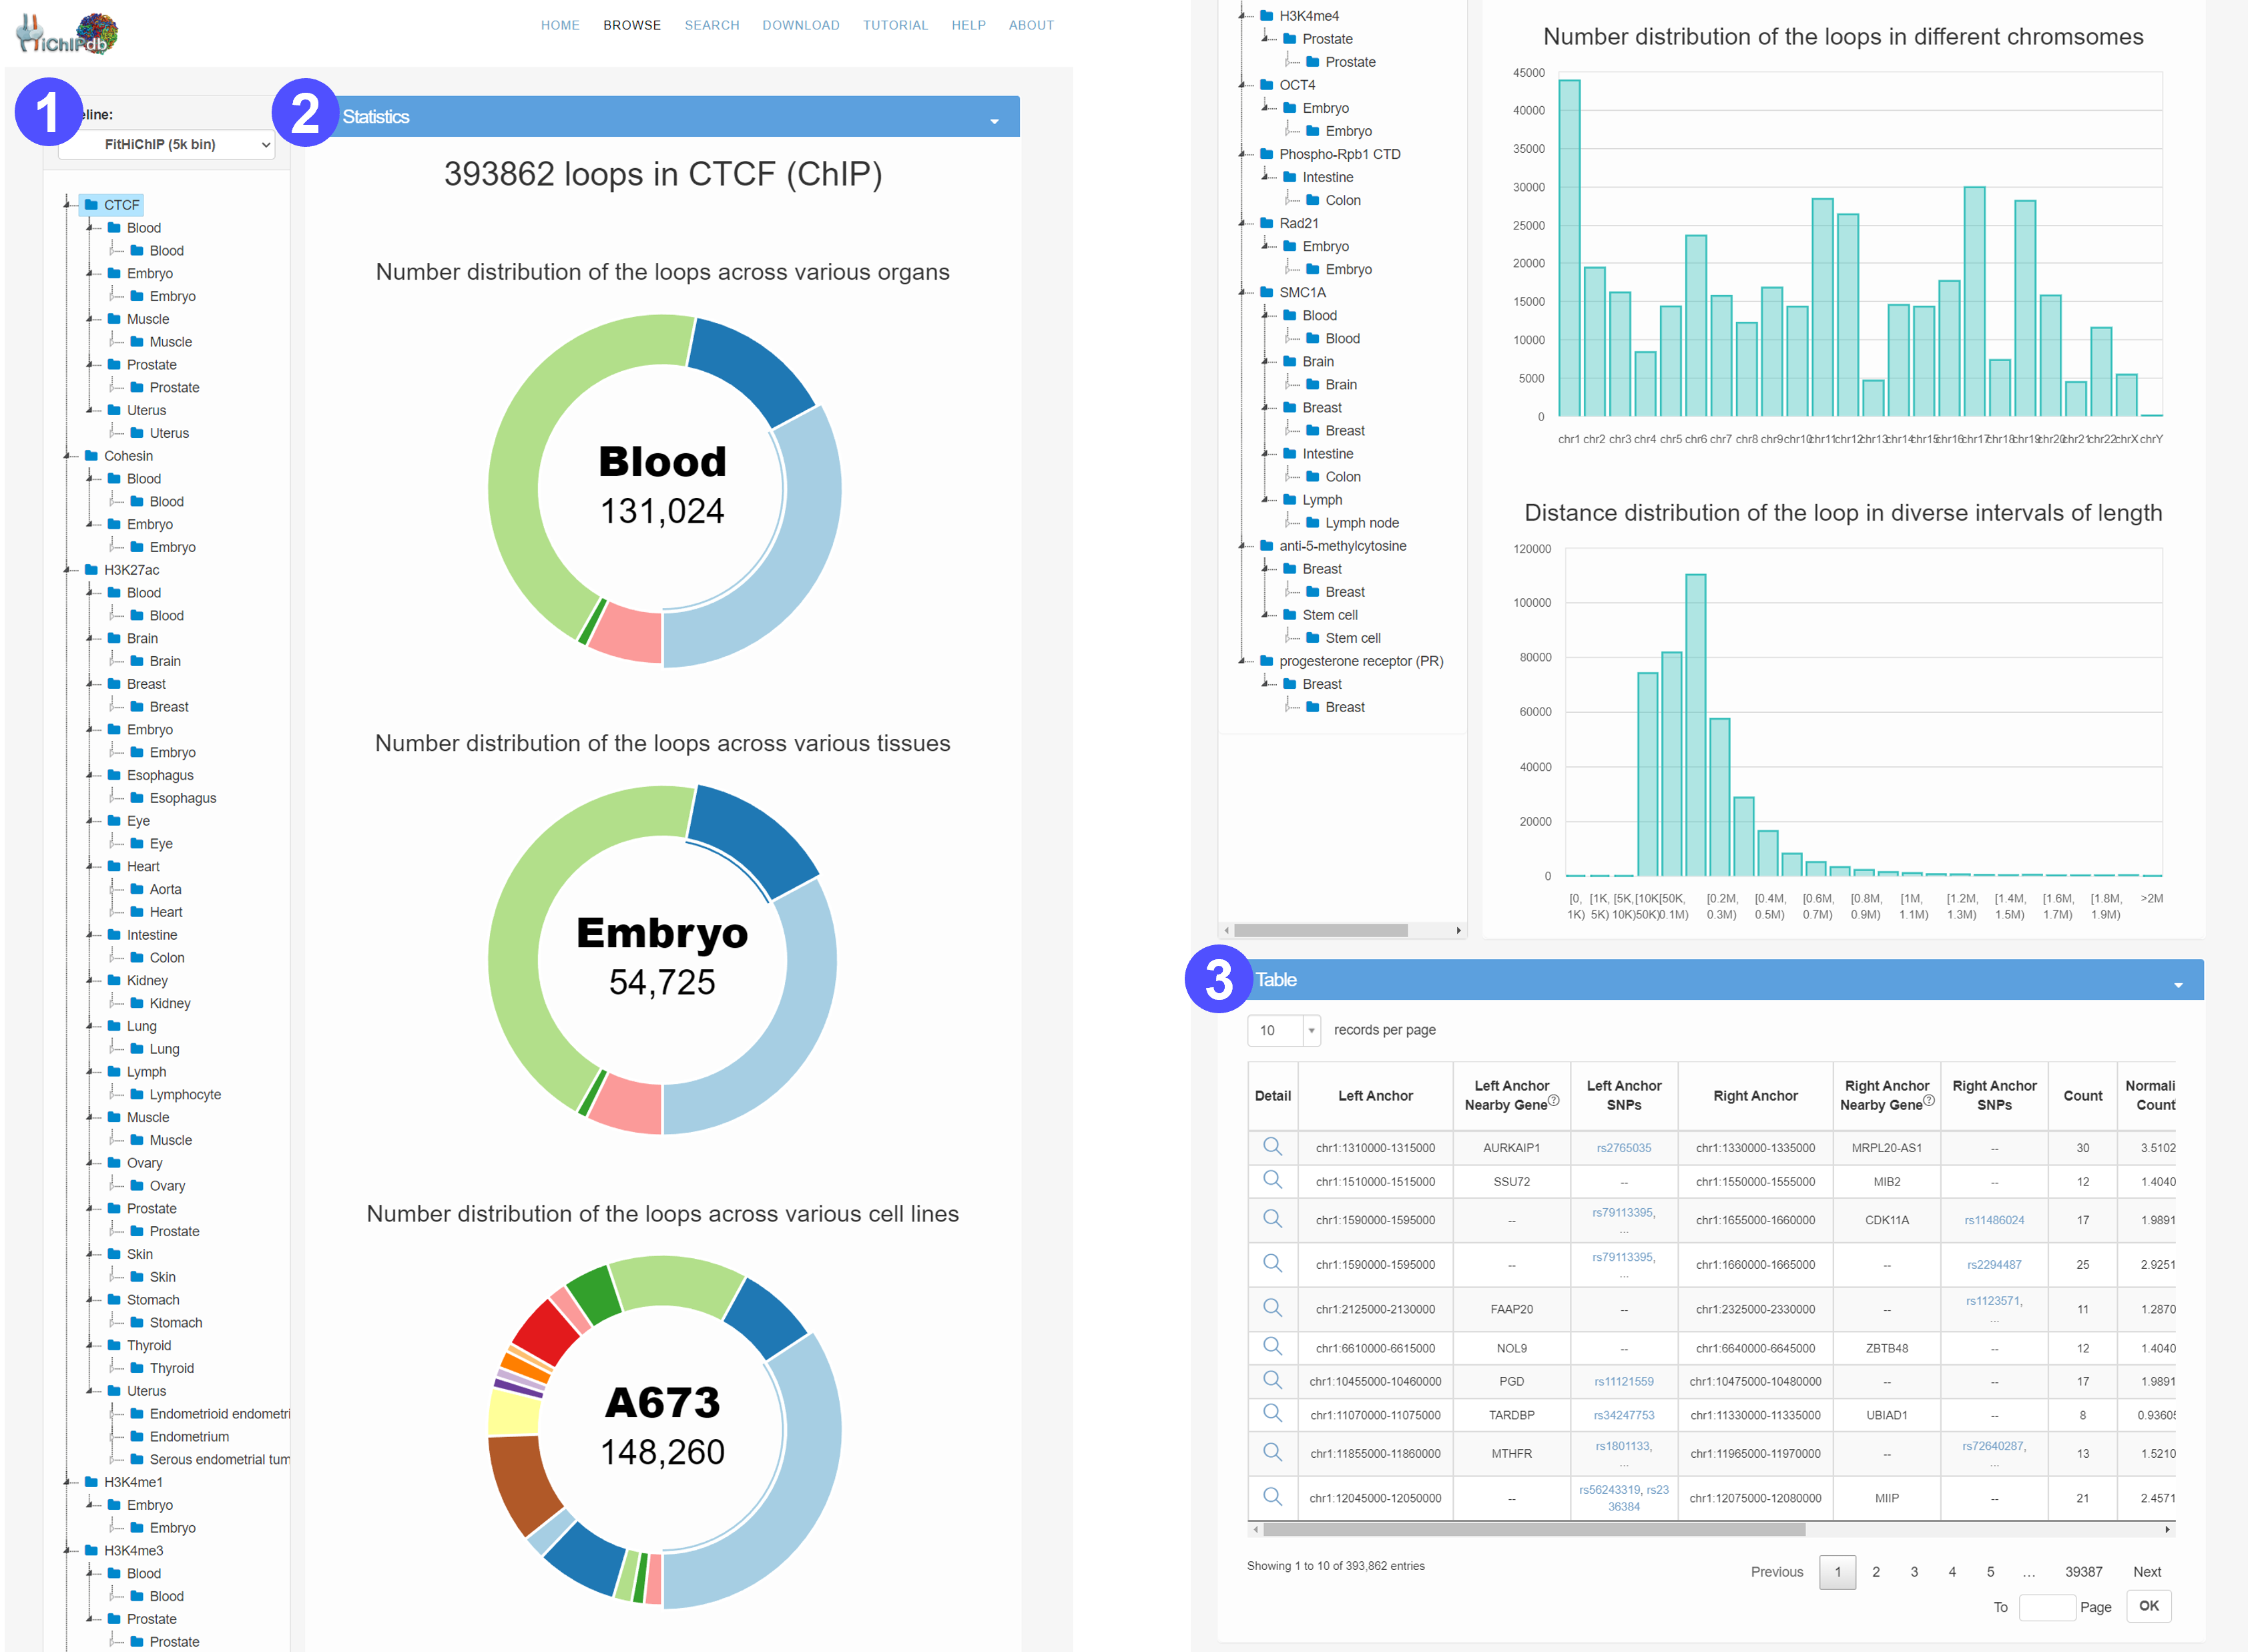 HiChIPdb
HOME BROWSE SEARCH DOWNLOAD TUTORIAL HELP ABOUT
1
eline:
FitHiChIP (5k bin)
CTCF
Blood
Blood
Embryo
Embryo
Muscle
Muscle
Prostate
Prostate
Uterus
Uterus
Cohesin
Blood
Blood
Embryo
Embryo
H3K27ac
Blood
Blood
Brain
Brain
Breast
Breast
Embryo
Embryo
Esophagus
Esophagus
Eye
Eye
Heart
Aorta
Heart
Intestine
Colon
Kidney
Kidney
Lung
Lung
Lymph
Lymphocyte
Muscle
Muscle
Ovary
Ovary
Prostate
Prostate
Skin
Skin
Stomach
Stomach
Thyroid
Thyroid
Uterus
Endometrioid endometri
Endometrium
Serous endometrial tum
H3K4me1
Embryo
Embryo
H3K4me3
Blood
Blood
Prostate
Prostate
2
Statistics
393862 loops in CTCF (ChIP)
Number distribution of the loops across various organs
Blood
131,024
Number distribution of the loops across various tissues
Embryo
54,725
Number distribution of the loops across various cell lines
A673
148,260
H3K4me4
Prostate
Prostate
OCT4
Embryo
Embryo
Phospho-Rpb1 CTD
Intestine
Colon
Rad21
Embryo
Embryo
SMC1A
Blood
Blood
Brain
Brain
Breast
Breast
Intestine
Colon
Lymph
Lymph node
anti-5-methylcytosine
Breast
Breast
Stem cell
Stem cell
progesterone receptor (PR)
Breast
Breast
Number distribution of the loops in different chromsomes
45000
40000
35000
30000
25000
20000
15000
10000
5000
0
chr1 chr2 chr3 chr4 chr5 chr6 chr7 chr8 chr9 chr10 chr11 chr12 chr13 chr14 chr15 chr16 chr17 chr18 chr19 chr20 chr21 chr22 chrX chrY
Distance distribution of the loop in diverse intervals of length
120000
100000
80000
60000
40000
20000
0
[0, [1K, [5K, [10K, [50K, [0.2M, [0.4M, [0.6M, [0.8M, [1M, [1.2M, [1.4M, [1.6M, [1.8M, >2M
1K) 5K) 10K) 50K) 0.1M) 0.3M) 0.5M) 0.7M) 0.9M) 1.1M) 1.3M) 1.5M) 1.7M) 1.9M)
3
Table
10 records per page
Detail Left Anchor Left Anchor Nearby Gene Left Anchor SNPs Right Anchor Right Anchor Nearby Gene Right Anchor SNPs Count Normali Count
chr1:1310000-1315000 AURKAIP1 rs2765035 chr1:1330000-1335000 MRPL20-AS1 -- 30 3.5102
chr1:1510000-1515000 SSU72 -- chr1:1550000-1555000 MIB2 -- 12 1.4040
chr1:1590000-1595000 -- rs79113395, ... chr1:1655000-1660000 CDK11A rs11486024 17 1.9891
chr1:1590000-1595000 -- rs79113395, ... chr1:1660000-1665000 -- rs2294487 25 2.9251
chr1:2125000-2130000 FAAP20 -- chr1:2325000-2330000 -- rs1123571, ... 11 1.2870
chr1:6610000-6615000 NOL9 -- chr1:6640000-6645000 ZBTB48 -- 12 1.4040
chr1:10455000-10460000 PGD rs11121559 chr1:10475000-10480000 -- -- 17 1.9891
chr1:11070000-11075000 TARDBP rs34247753 chr1:11330000-11335000 UBIAD1 -- 8 0.93605
chr1:11855000-11860000 MTHFR rs1801133, ... chr1:11965000-11970000 -- rs72640287, ... 13 1.5210
chr1:12045000-12050000 -- rs56243319, rs2336384 chr1:12075000-12080000 MIIP -- 21 2.4571
Showing 1 to 10 of 393,862 entries
Previous 1 2 3 4 5 ... 39387 Next
To Page OK